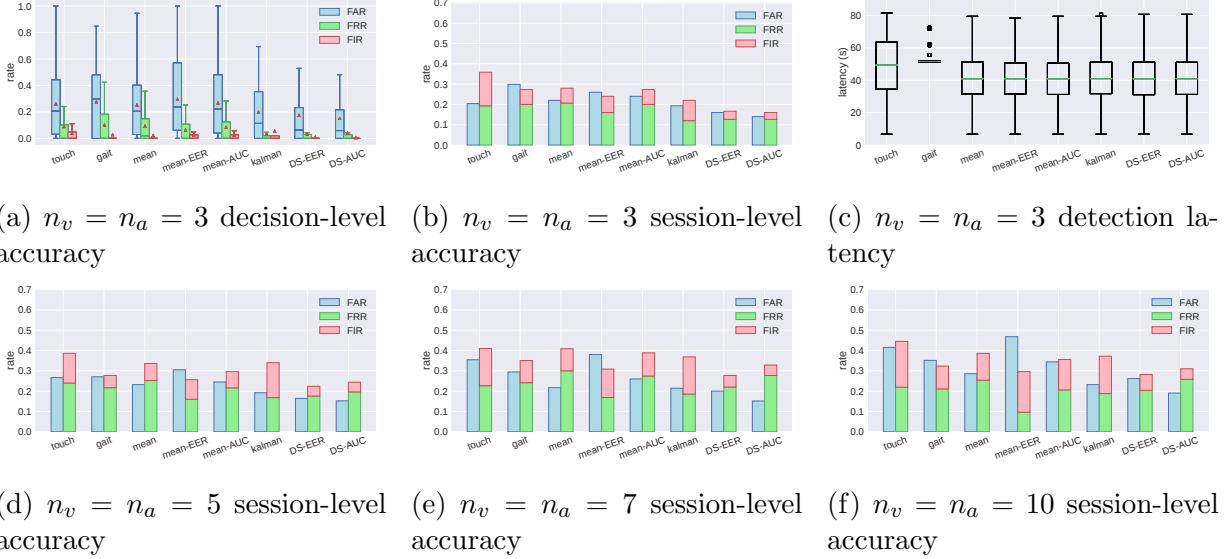 1.0
0.8
0.6
0.4
0.2
0.0
rate
FAR
FRR
FIR
touch gait mean mean-EER mean-AUC kalman DS-EER DS-AUC
0.7
0.6
0.5
0.4
0.3
0.2
0.1
0.0
rate
FAR
FRR
FIR
touch gait mean mean-EER mean-AUC kalman DS-EER DS-AUC
80
60
40
20
0
latency (s)
touch gait mean mean-EER mean-AUC kalman DS-EER DS-AUC
(a) n_v = n_a = 3 decision-level
accuracy
(b) n_v = n_a = 3 session-level
accuracy
(c) n_v = n_a = 3 detection la-
tency
0.7
0.6
0.5
0.4
0.3
0.2
0.1
0.0
rate
FAR
FRR
FIR
touch gait mean mean-EER mean-AUC kalman DS-EER DS-AUC
0.7
0.6
0.5
0.4
0.3
0.2
0.1
0.0
rate
FAR
FRR
FIR
touch gait mean mean-EER mean-AUC kalman DS-EER DS-AUC
0.7
0.6
0.5
0.4
0.3
0.2
0.1
0.0
rate
FAR
FRR
FIR
touch gait mean mean-EER mean-AUC kalman DS-EER DS-AUC
(d) n_v = n_a = 5 session-level
accuracy
(e) n_v = n_a = 7 session-level
accuracy
(f) n_v = n_a = 10 session-level
accuracy